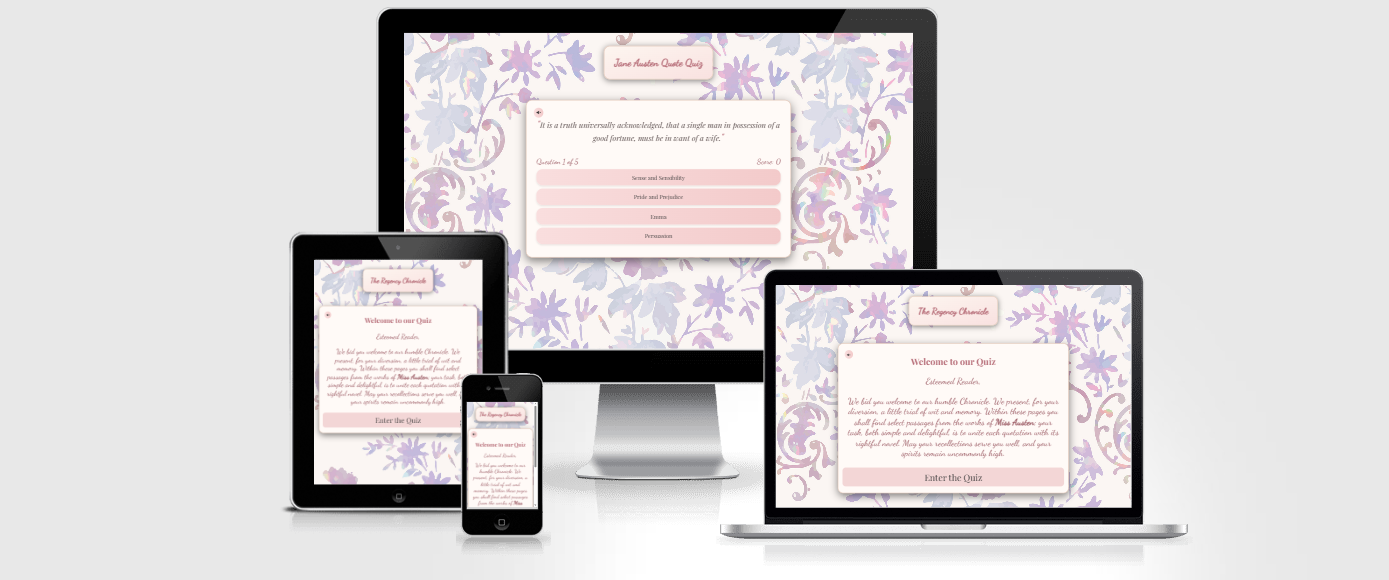 Jane Austen Quote Quiz
"It is a truth universally acknowledged, that a single man in possession of a
good fortune, must be in want of a wife."
Question 1 of 5
Score: 0
Sense and Sensibility
Pride and Prejudice
Emma
Persuasion
The Regency Chronicle
Welcome to our Quiz
Esteemed Reader,
We bid you welcome to our humble Chronicle. We
present, for your diversion, a little trial of wit and
memory. Within these pages you shall find select
passages from the works of Miss Austen; your task, b
simple and delightful, is to unite each quotation with
rightful novel. May your recollections serve you well,
your spirits remain uncommonly high.
Enter the Quiz
The Regency Chronicle
Welcome to our Quiz
Esteemed Reader,
We bid you welcome to our
humble Chronicle. We
present, for your diversion,
a little trial of wit and
memory. Within these pages
you shall find select
passages from the works of
from the works of Miss
The Regency Chronicle
Welcome to our Quiz
Esteemed Reader,
We bid you welcome to our humble Chronicle. We present, for your
diversion, a little trial of wit and memory. Within these pages you
shall find select passages from the works of Miss Austen; your
task, both simple and delightful, is to unite each quotation with its
rightful novel. May your recollections serve you well, and your
spirits remain uncommonly high.
Enter the Quiz